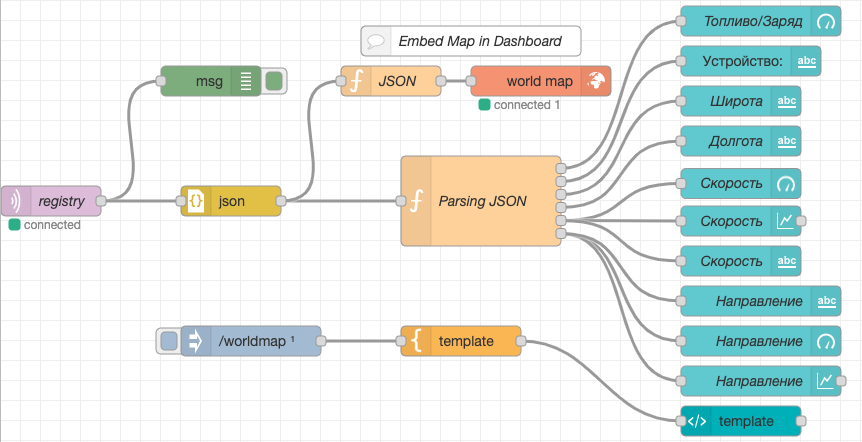 Топливо/Заряд
Embed Map in Dashboard
Устройство:
abc
msg
JSON
world map
connected 1
Широта
abc
Долгота
abc
Скорость
registry
json
Parsing JSON
connected
Скорость
Скорость
abc
Направление
abc
/worldmap ¹
template
Направление
Направление
template